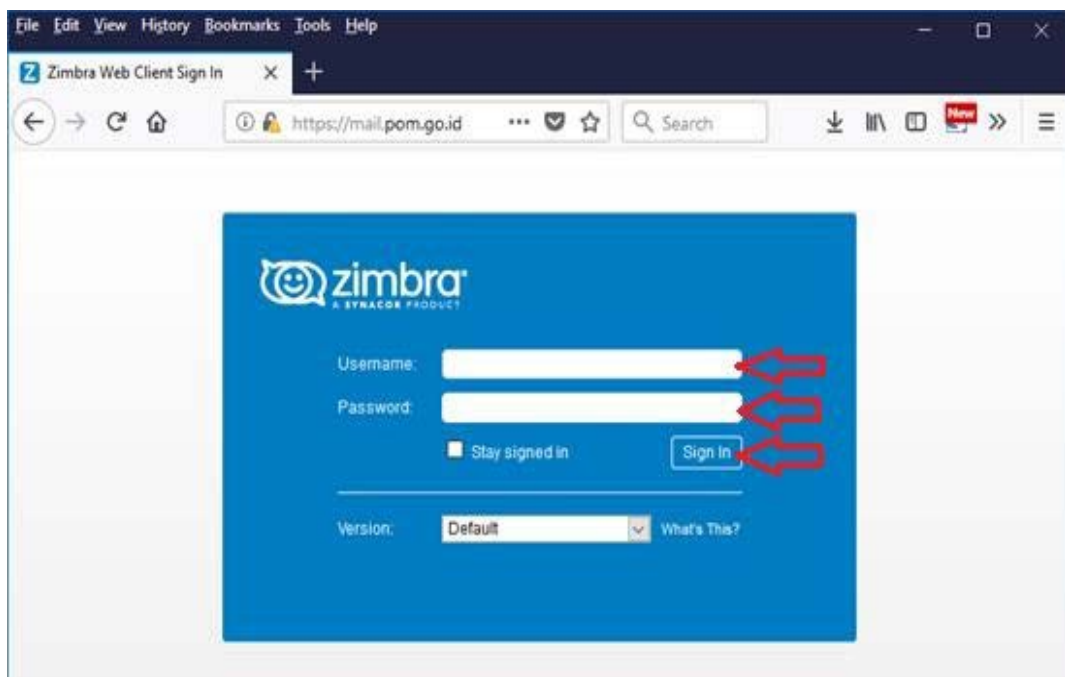 File Edit View History Bookmarks Tools Help
Zimbra Web Client Sign In
https://mail.pom.go.id
Search
New
zimbra
A SYNACOR PRODUCT
Username:
Password:
Stay signed in
Sign In
Version:
Default
What's This?